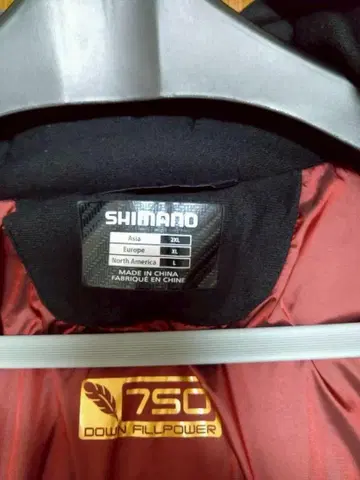 SHIMANO
Asia 2XL
Europe XL
North America L
MADE IN CHINA
FABRIQUÉ EN CHINE
750
DOWN FILLPOWER